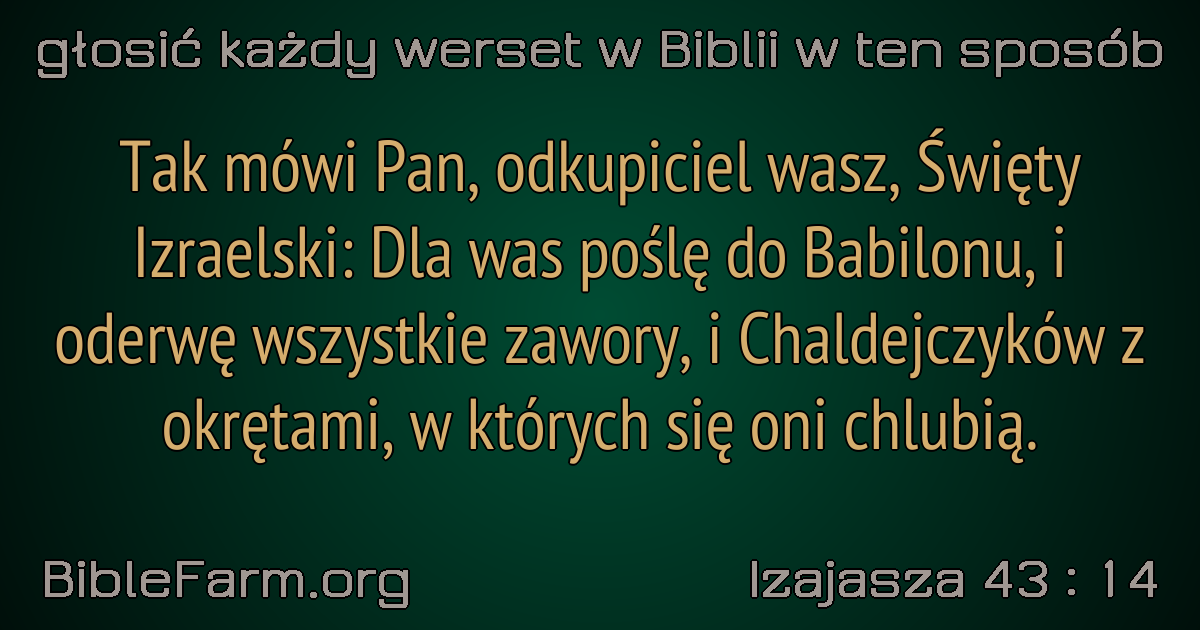 głosić każdy werset w Biblii w ten sposób
Tak mówi Pan, odkupiciel wasz, Święty
Izraelski: Dla was poślę do Babilonu, i
oderwę wszystkie zawory, i Chaldejczyków z
okrętami, w których się oni chlubią.
BibleFarm.org
Izajasza 43 : 14